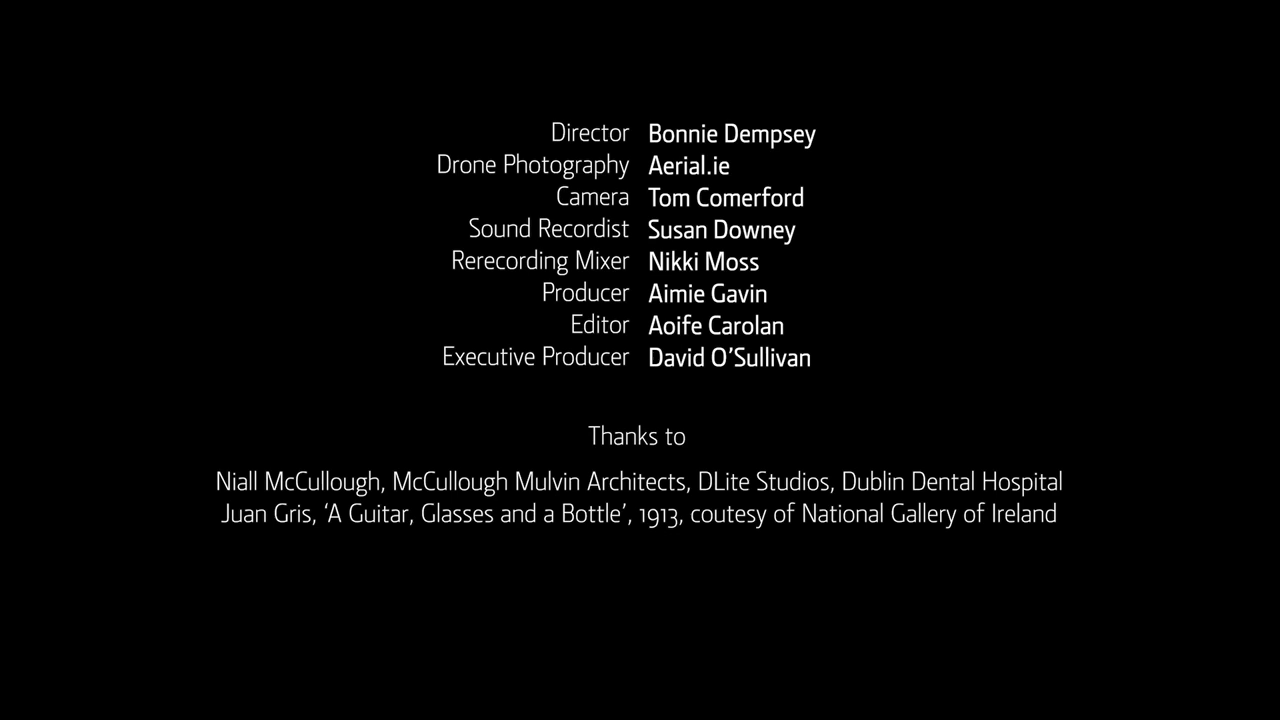 Director Bonnie Dempsey
Drone Photography Aerial.ie
Camera Tom Comerford
Sound Recordist Susan Downey
Rerecording Mixer Nikki Moss
Producer Aimie Gavin
Editor Aoife Carolan
Executive Producer David O’Sullivan
Thanks to
Niall McCullough, McCullough Mulvin Architects, DLite Studios, Dublin Dental Hospital
Juan Gris, ‘A Guitar, Glasses and a Bottle’, 1913, coutesy of National Gallery of Ireland